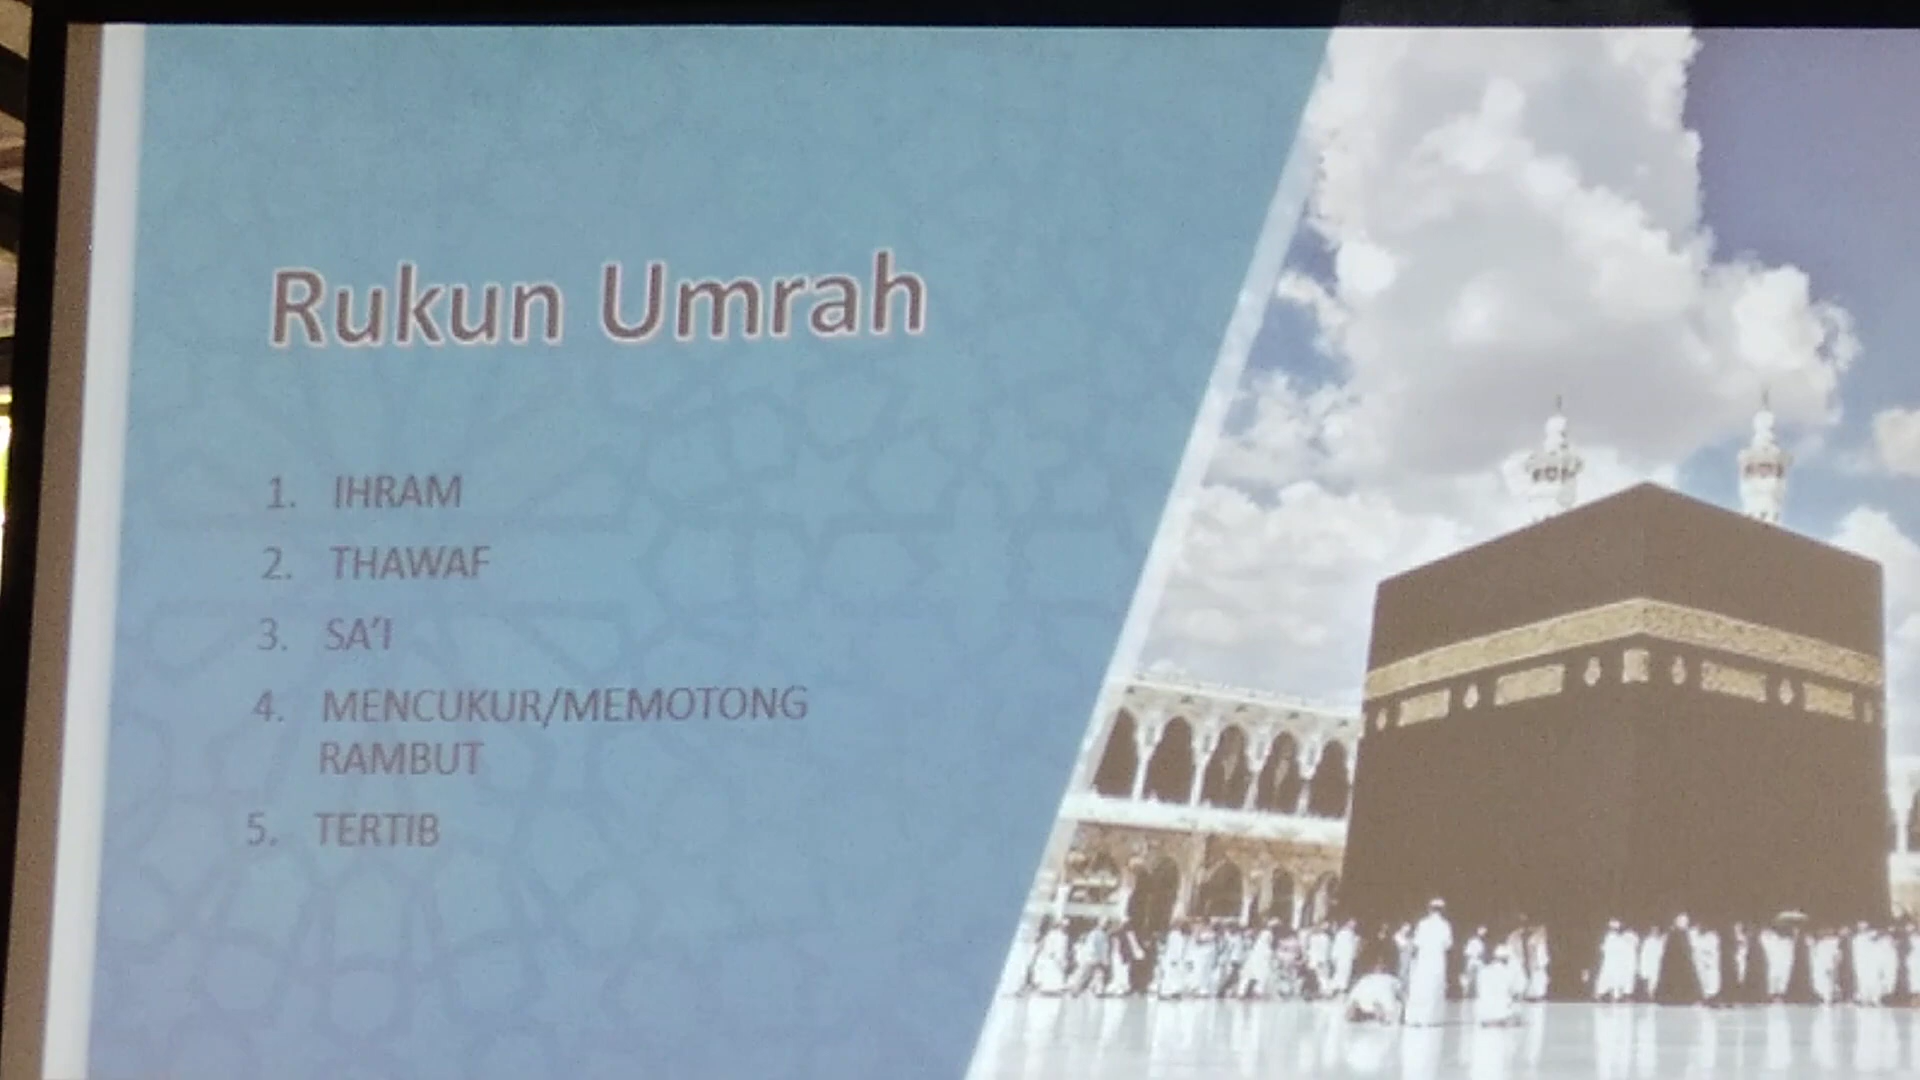 Rukun Umrah
1. IHRAM
2. THAWAF
3. SA'I
4. MENCUKUR/MEMOTONG
RAMBUT
5. TERTIB